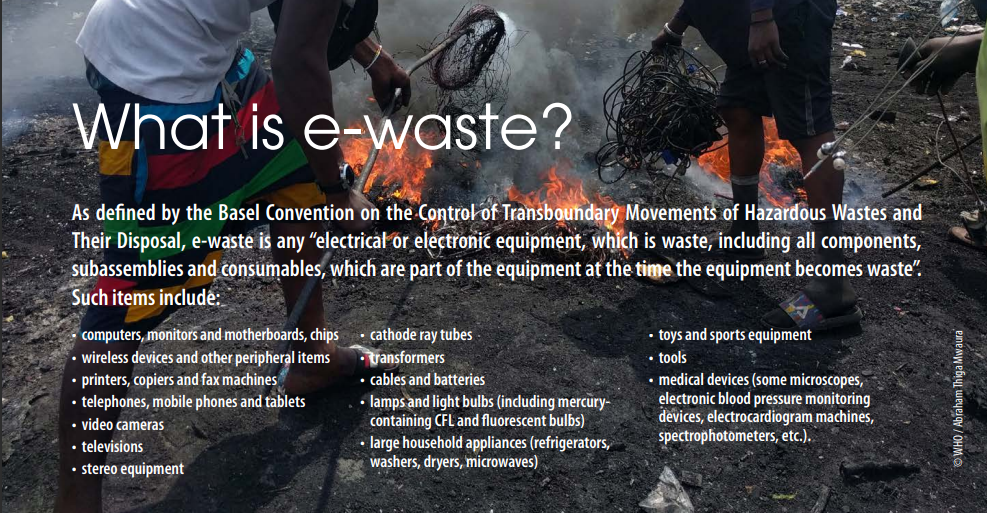 What is e-waste?
As defined by the Basel Convention on the Control of Transboundary Movements of Hazardous Wastes and
Their Disposal, e-waste is any “electrical or electronic equipment, which is waste, including all components,
subassemblies and consumables, which are part of the equipment at the time the equipment becomes waste”.
Such items include:
• computers, monitors and motherboards, chips
• wireless devices and other peripheral items
• printers, copiers and fax machines
• telephones, mobile phones and tablets
• video cameras
• televisions
• stereo equipment
• cathode ray tubes
• transformers
• cables and batteries
• lamps and light bulbs (including mercury-
containing CFL and fluorescent bulbs)
• large household appliances (refrigerators,
washers, dryers, microwaves)
• toys and sports equipment
• tools
• medical devices (some microscopes,
electronic blood pressure monitoring
devices, electrocardiogram machines,
spectrophotometers, etc.).
© WHO / Abraham Thiga Mwaura